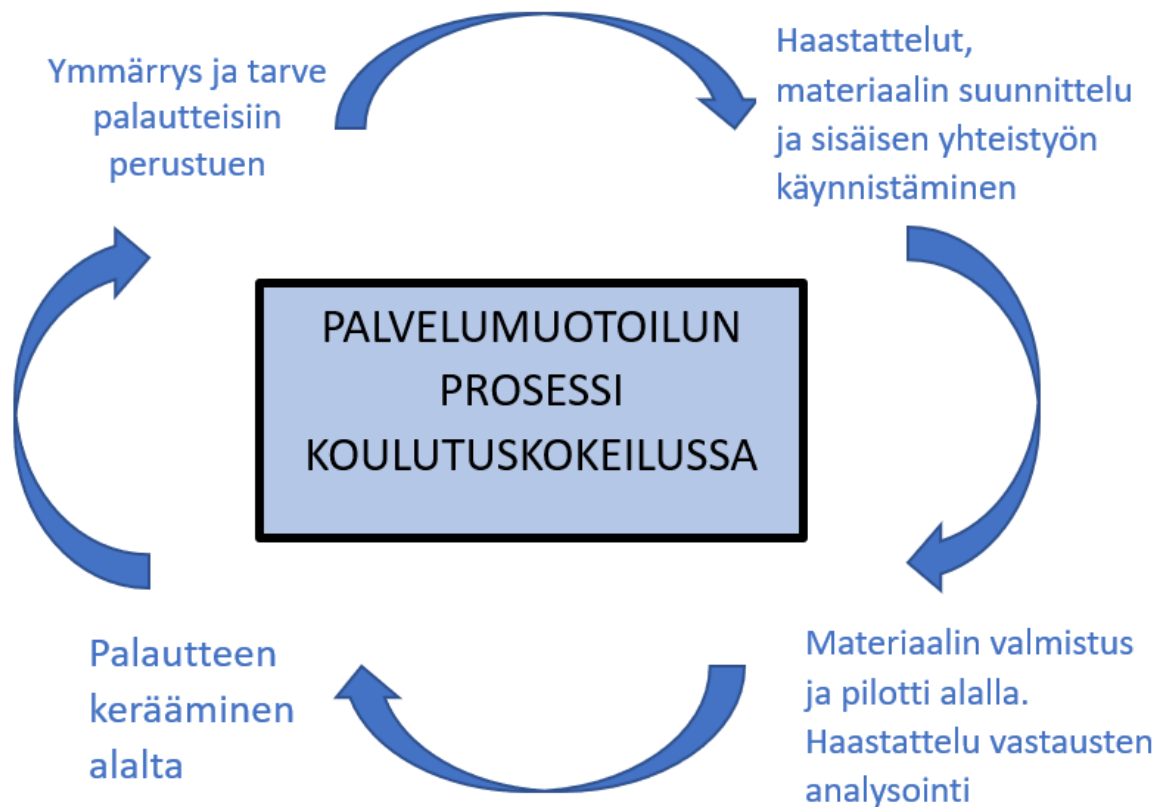 Ymmärrys ja tarve
palautteisiin
perustuen
Haastattelut,
materiaalin suunnittelu
ja sisäisen yhteistyön
käynnistäminen
PALVELUMUOTOILUN
PROSESSI
KOULUTUSKOKEILUSSA
Materiaalin valmistus
ja pilotti alalla.
Haastattelu vastausten
analysointi
Palautteen
kerääminen
alalta